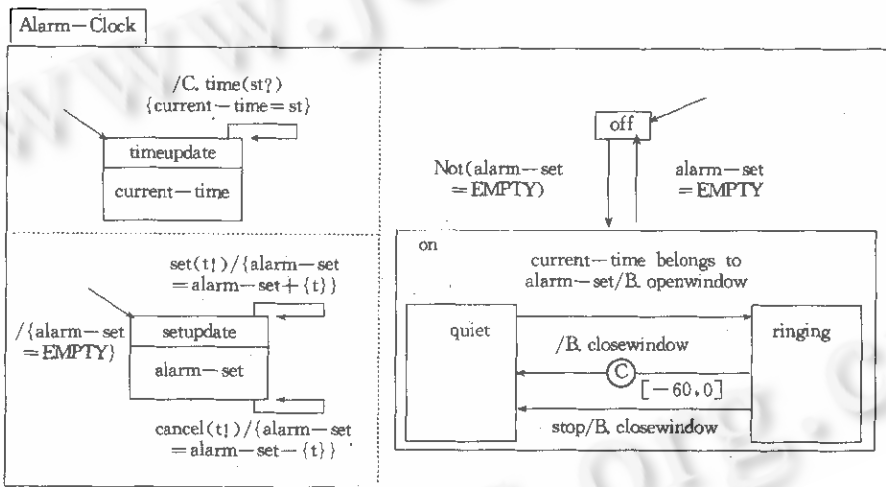 Alarm-Clock
/C. time(st?)
{current-time=st}
timeupdate
current-time
set(t!)/{alarm-set
=alarm-set+{t}}
/{alarm-set
=EMPTY}
setupdate
alarm-set
cancel(t!)/{alarm-set
=alarm-set-{t}}
off
Not(alarm-set
=EMPTY)
alarm-set
=EMPTY
on
current-time belongs to
alarm-set/B. openwindow
quiet
ringing
/B. closewindow
C
[-60,0]
stop/B. closewindow